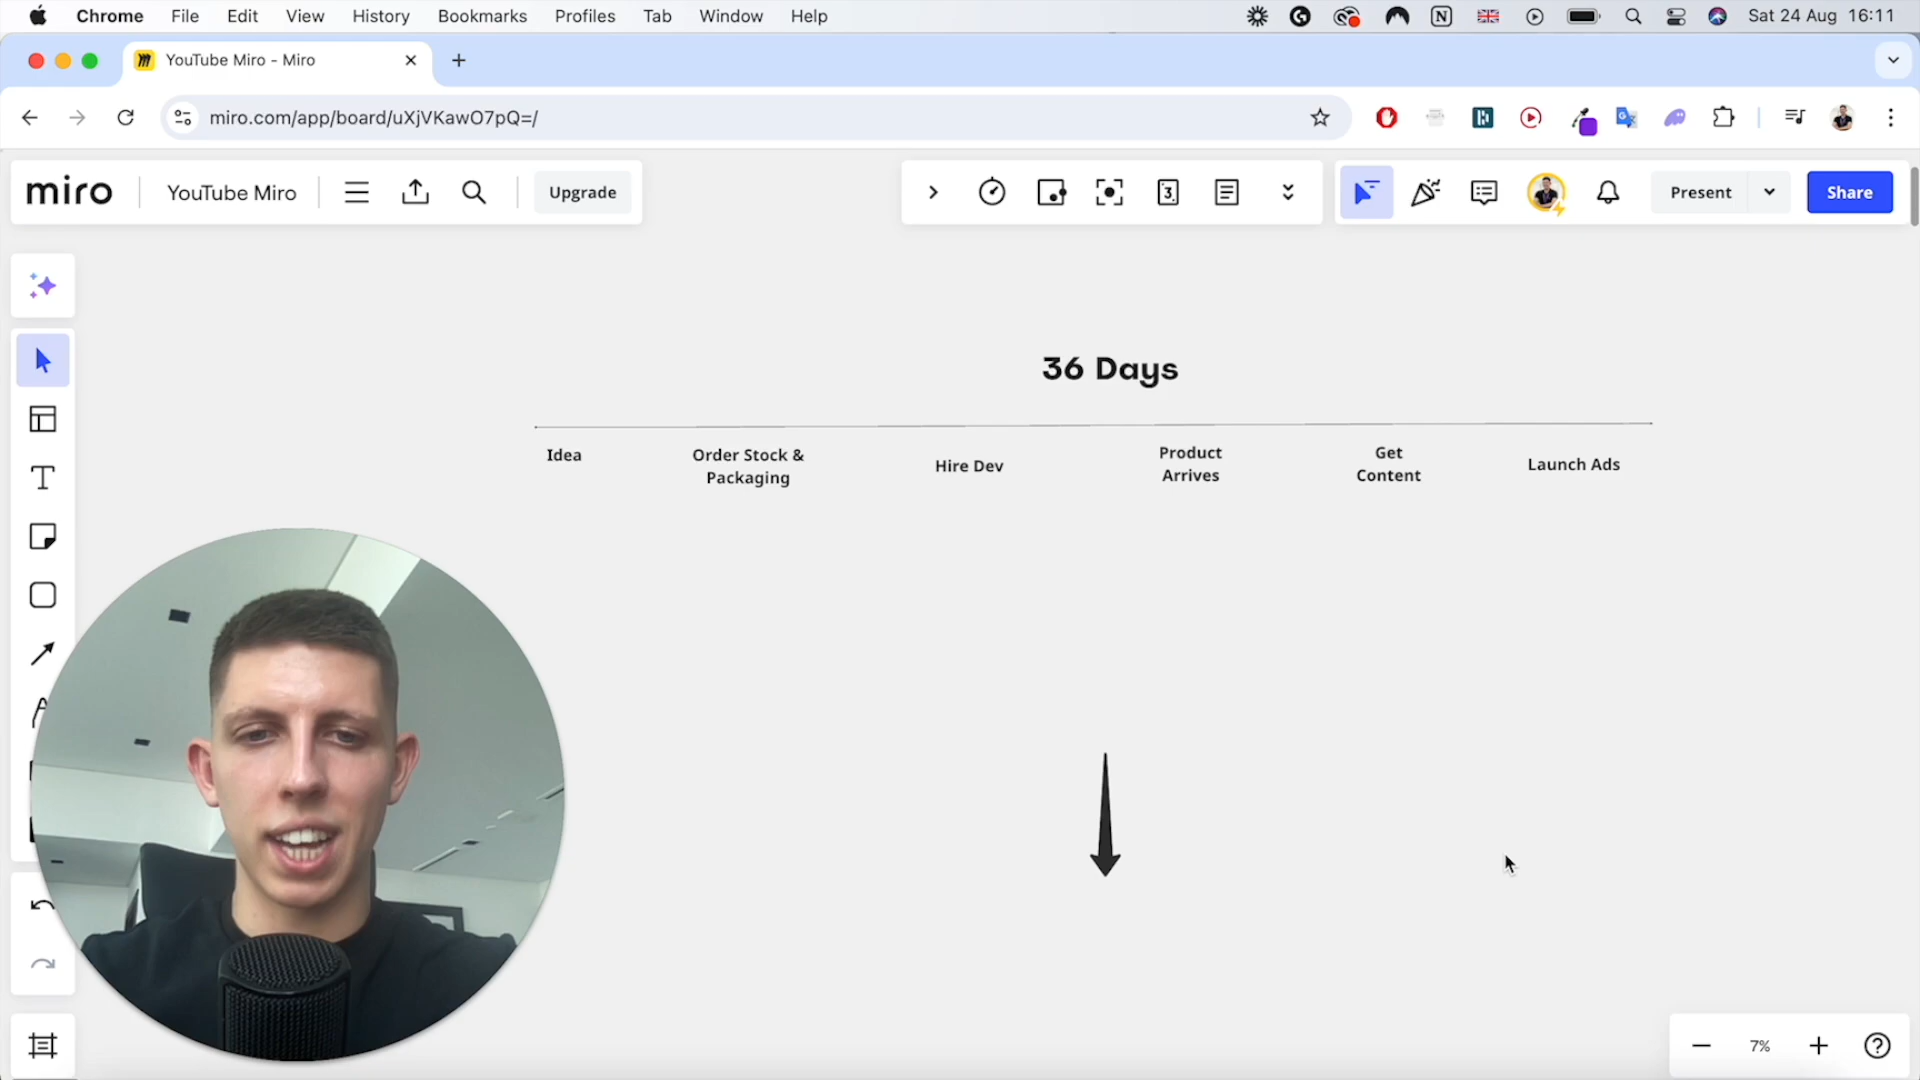 Chrome File Edit View History Bookmarks Profiles Tab Window Help
Sat 24 Aug 16:11
YouTube Miro - Miro
miro.com/app/board/uXjVKawO7pQ=/
miro
YouTube Miro
Upgrade
3
Present
Share
36 Days
Idea
Order Stock &
Packaging
Hire Dev
Product
Arrives
Get
Content
Launch Ads
7%